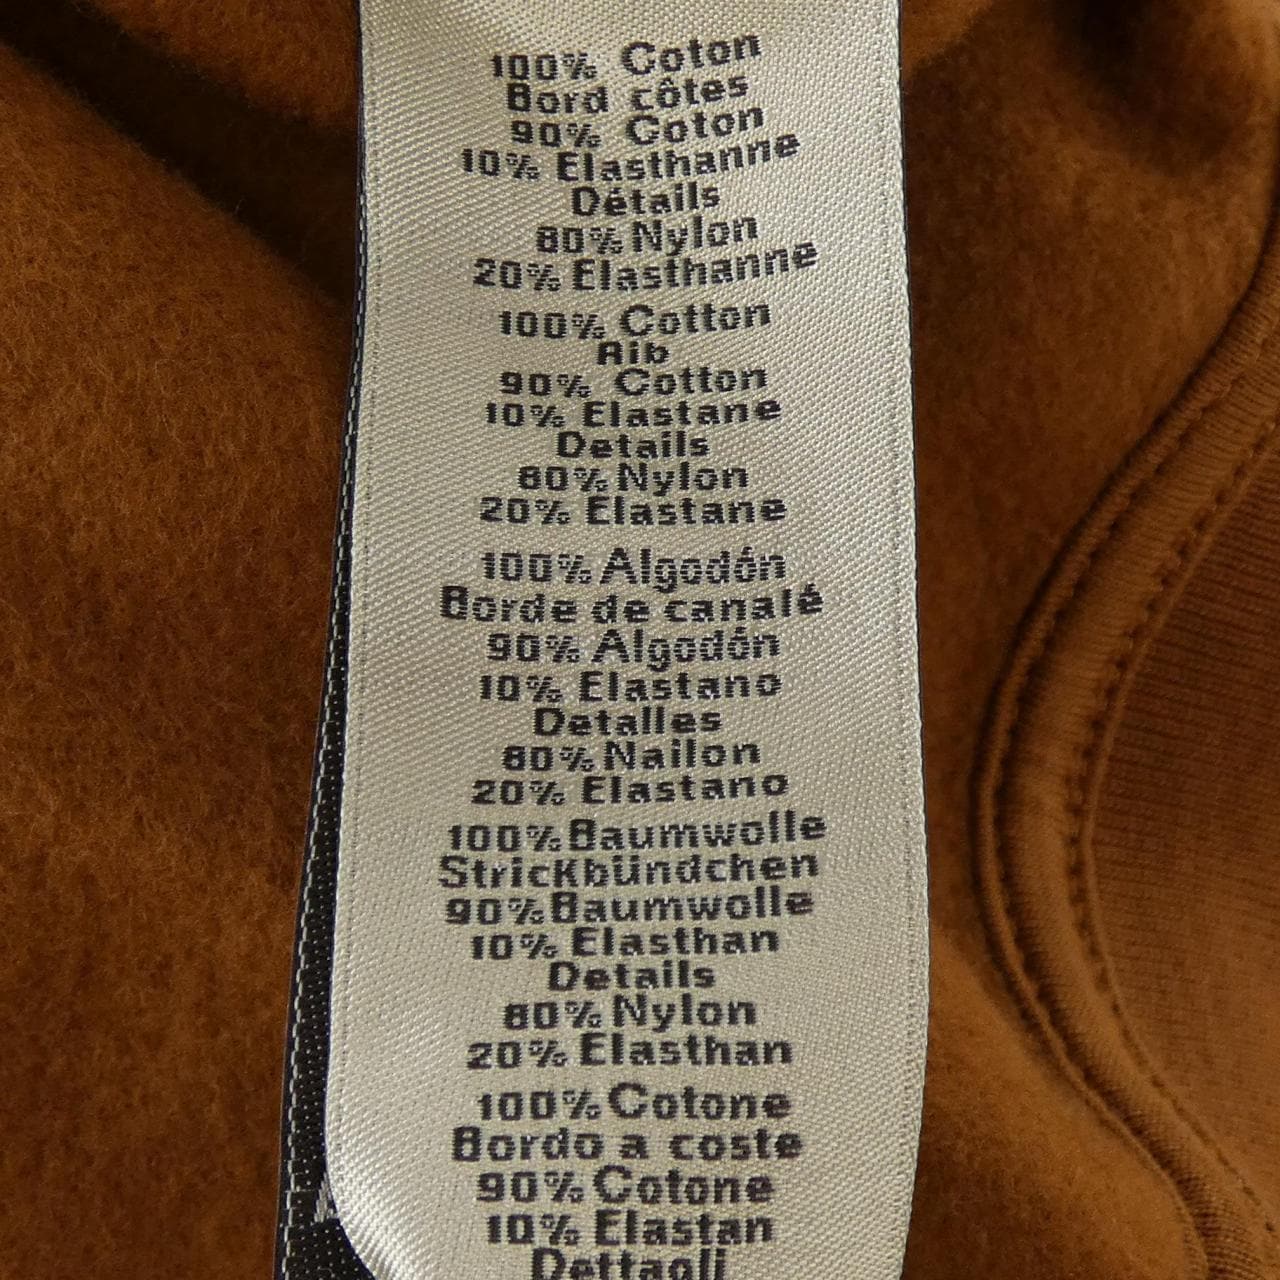 100% Coton
Bord côtes
90% Coton
10% Elasthanne
Détails
80% Nylon
20% Elasthanne
100% Cotton
Rib
90% Cotton
10% Elastane
Details
80% Nylon
20% Elastane
100% Algodón
Borde de canalé
90% Algodón
10% Elastano
Detalles
80% Nailon
20% Elastano
100% Baumwolle
Strickbündchen
90% Baumwolle
10% Elasthan
Details
80% Nylon
20% Elasthan
100% Cotone
Bordo a coste
90% Cotone
10% Elastan
Dettagli